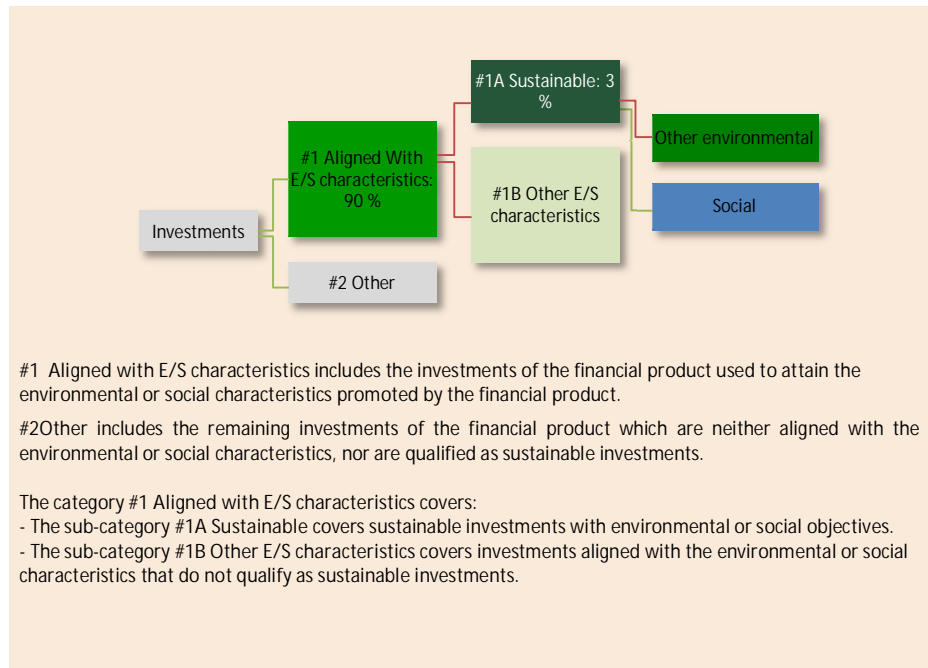 #1A Sustainable: 3
%
Other environmental
#1 Aligned With
E/S characteristics:
90 %
#1B Other E/S
characteristics
Social
Investments
#2 Other
#1 Aligned with E/S characteristics includes the investments of the financial product used to attain the
environmental or social characteristics promoted by the financial product.
#2Other includes the remaining investments of the financial product which are neither aligned with the
environmental or social characteristics, nor are qualified as sustainable investments.
The category #1 Aligned with E/S characteristics covers:
- The sub-category #1A Sustainable covers sustainable investments with environmental or social objectives.
- The sub-category #1B Other E/S characteristics covers investments aligned with the environmental or social
characteristics that do not qualify as sustainable investments.